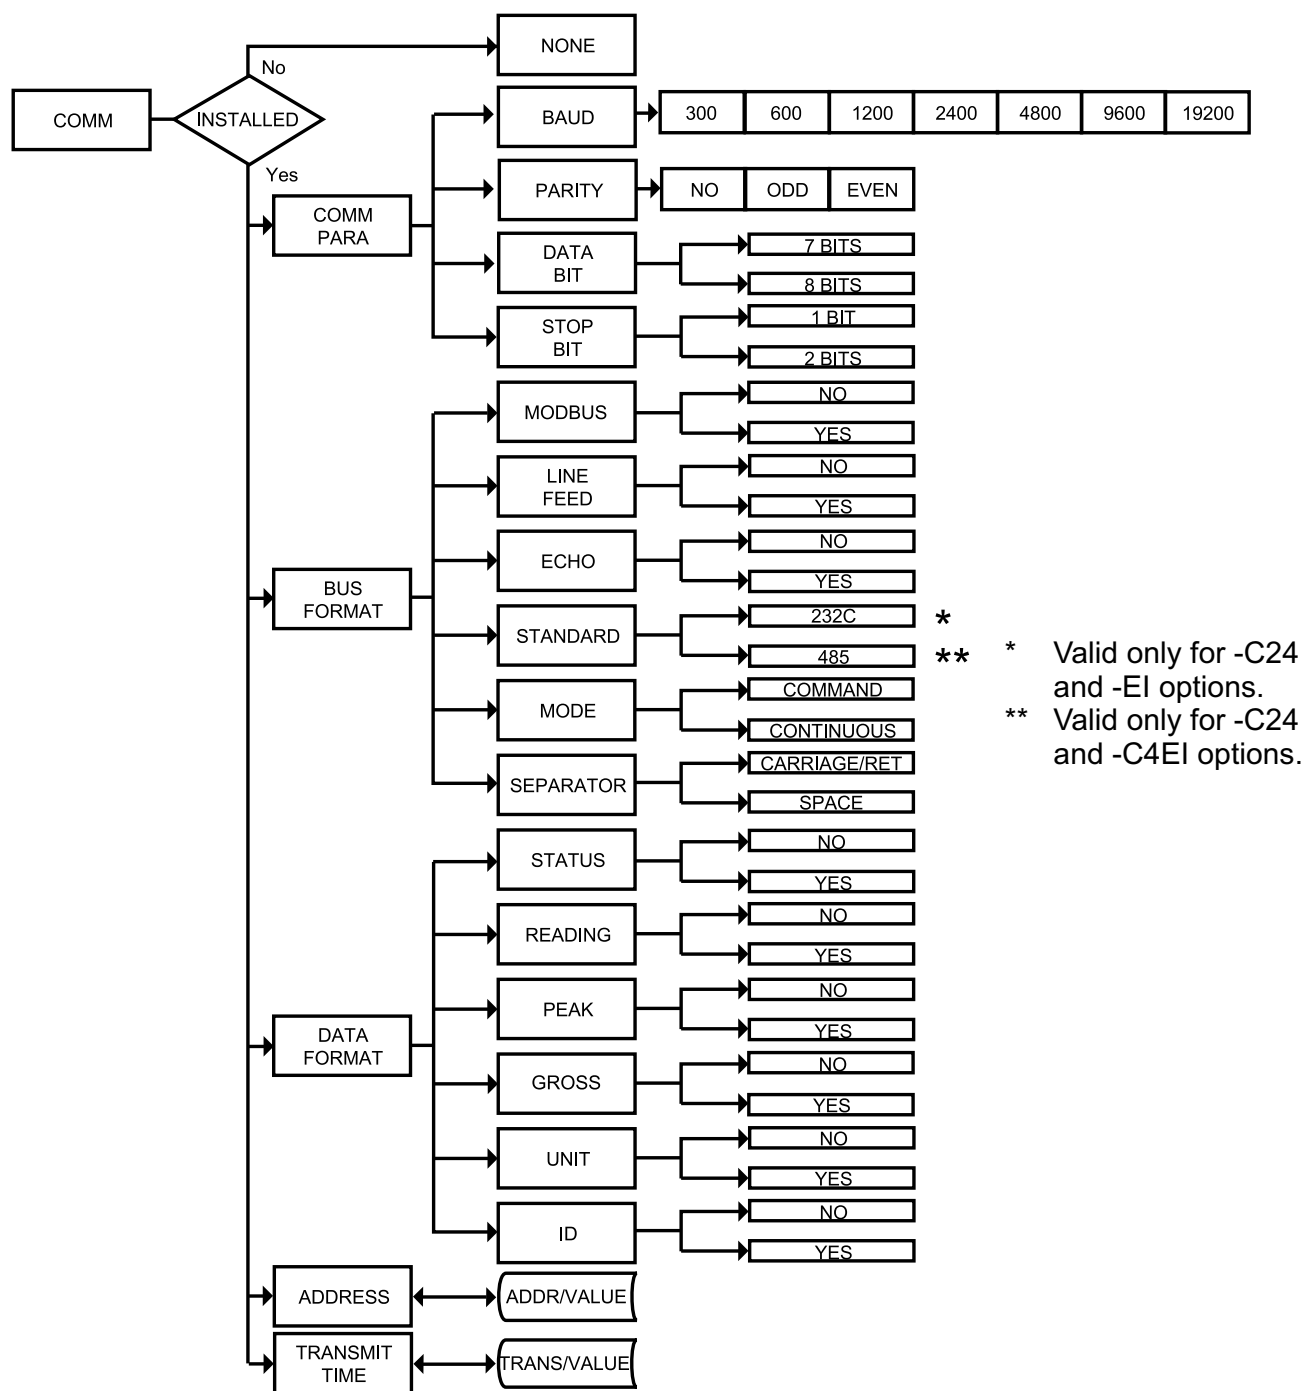 NONE
No
COMM
INSTALLED
BAUD
300 600 1200 2400 4800 9600 19200
Yes
PARITY
NO ODD EVEN
COMM
PARA
DATA
BIT
7 BITS
8 BITS
STOP
BIT
1 BIT
2 BITS
MODBUS
NO
YES
LINE
FEED
NO
YES
ECHO
NO
YES
BUS
FORMAT
STANDARD
232C *
485 **
* Valid only for -C24
and -EI options.
** Valid only for -C24
and -C4EI options.
MODE
COMMAND
CONTINUOUS
SEPARATOR
CARRIAGE/RET
SPACE
STATUS
NO
YES
READING
NO
YES
PEAK
NO
YES
DATA
FORMAT
GROSS
NO
YES
UNIT
NO
YES
ID
NO
YES
ADDRESS
ADDR/VALUE
TRANSMIT
TIME
TRANS/VALUE